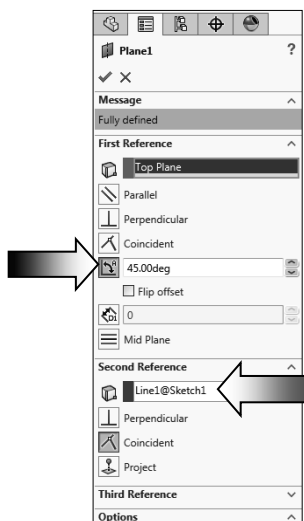 Plane1 ?
Message
Fully defined
First Reference
Top Plane
Parallel
Perpendicular
Coincident
45.00deg
Flip offset
D1 0
Mid Plane
Second Reference
Line1@Sketch1
Perpendicular
Coincident
Project
Third Reference
Options